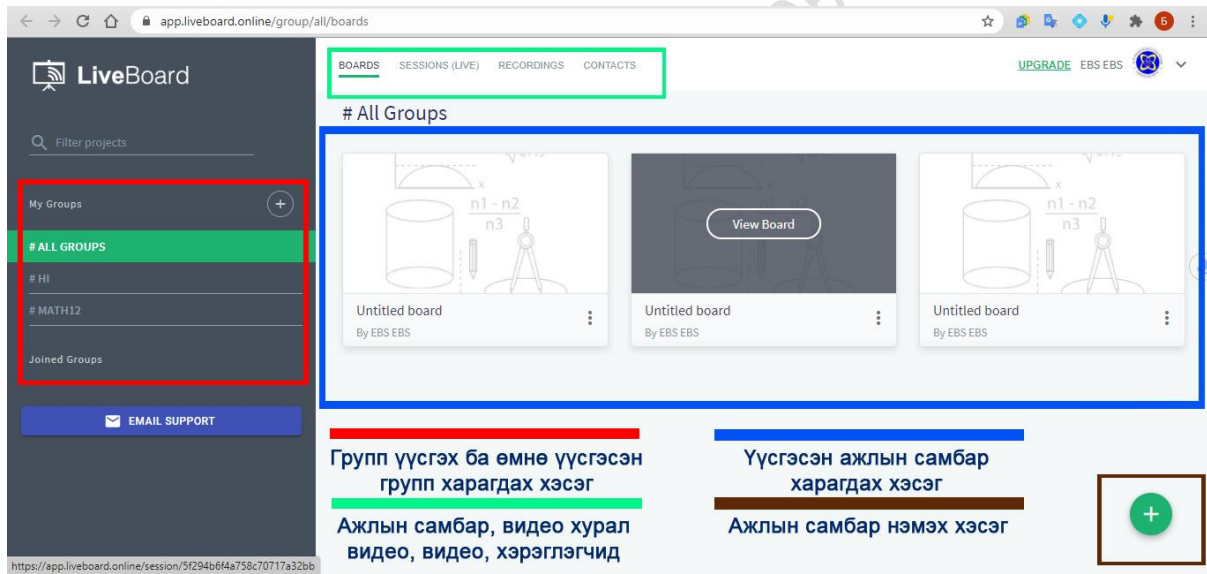 app.liveboard.online/group/all/boards
Б
LiveBoard
BOARDS SESSIONS (LIVE) RECORDINGS CONTACTS
UPGRADE EBS EBS
# All Groups
Filter projects
My Groups
# ALL GROUPS
# HI
# MATH12
Joined Groups
EMAIL SUPPORT
x
n1 - n2
n3
View Board
x
n1 - n2
n3
Untitled board
By EBS EBS
Untitled board
By EBS EBS
Untitled board
By EBS EBS
Групп үүсгэх ба өмнө үүсгэсэн
групп харагдах хэсэг
Үүсгэсэн ажлын самбар
харагдах хэсэг
Ажлын самбар, видео хурал
видео, видео, хэрэглэгчид
Ажлын самбар нэмэх хэсэг
https://app.liveboard.online/session/5f294b6f4a758c70717a32bb